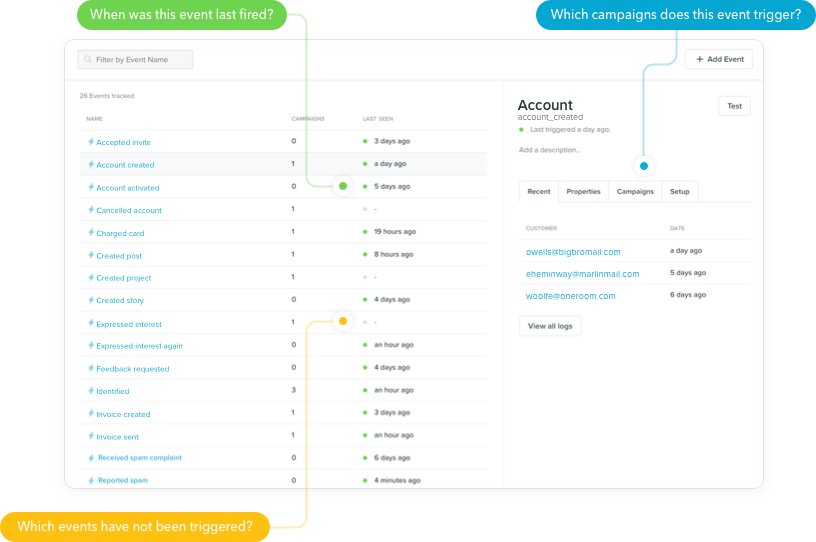 When was this event last fired?
Which campaigns does this event trigger?
Filter by Event Name
+ Add Event
26 Events tracked
NAME CAMPAIGNS LAST SEEN
Accepted invite 0 3 days ago
Account created 1 a day ago
Account activated 0 5 days ago
Cancelled account 1 -
Charged card 1 19 hours ago
Created post 1 8 hours ago
Created project 1 -
Created story 0 4 days ago
Expressed interest 1 -
Expressed interest again 0 an hour ago
Feedback requested 0 4 days ago
Identified 3 an hour ago
Invoice created 1 3 days ago
Invoice sent 1 an hour ago
Received spam complaint 0 6 days ago
Reported spam 0 4 minutes ago
Account
Test
account_created
Last triggered a day ago.
Add a description...
Recent Properties Campaigns Setup
CUSTOMER DATE
owells@bigbromail.com a day ago
eheminway@marlinmail.com 5 days ago
woolfe@oneroom.com 6 days ago
View all logs
Which events have not been triggered?